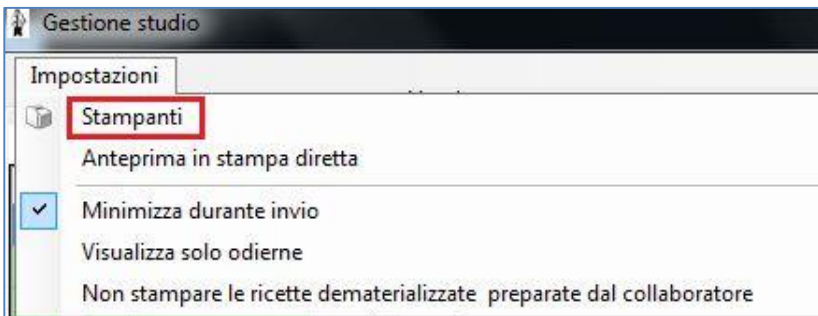 Gestione studio
Impostazioni
Stampanti
Anteprima in stampa diretta
Minimizza durante invio
Visualizza solo odierne
Non stampare le ricette dematerializzate preparate dal collaboratore